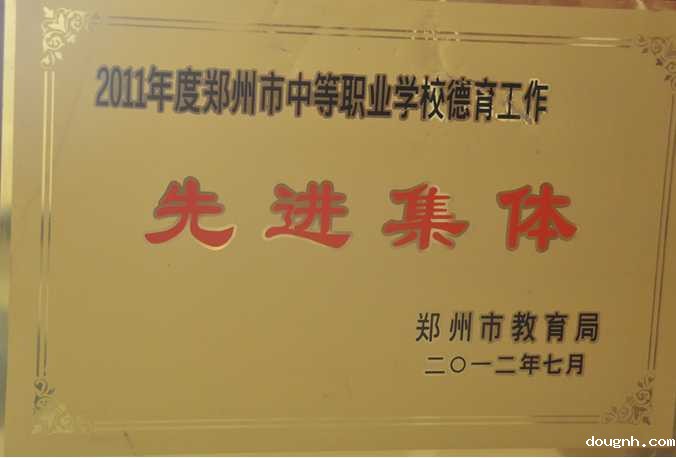 2011年度郑州市中等职业学校德育工作
先进集体
郑州市教育局
二〇一二年七月
dougnh.com